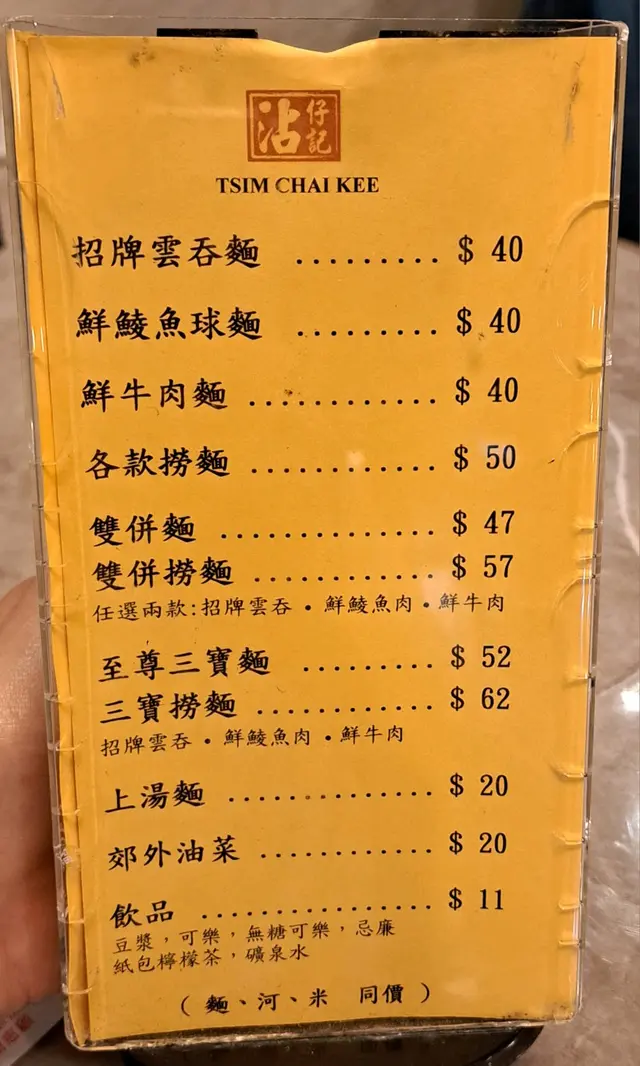 沾仔記
TSIM CHAI KEE
招牌雲吞麵 ......... $ 40
鮮鯪魚球麵 ......... $ 40
鮮牛肉麵 ............ $ 40
各款撈麵 ............ $ 50
雙併麵 .............. $ 47
雙併撈麵 ............ $ 57
任選兩款:招牌雲吞 • 鮮鯪魚肉 • 鮮牛肉
至尊三寶麵 ......... $ 52
三寶撈麵 ............ $ 62
招牌雲吞 • 鮮鯪魚肉 • 鮮牛肉
上湯麵 .............. $ 20
郊外油菜 ............ $ 20
飲品 ................ $ 11
豆漿，可樂，無糖可樂，忌廉
紙包檸檬茶，礦泉水
( 麵、河、米 同價 )